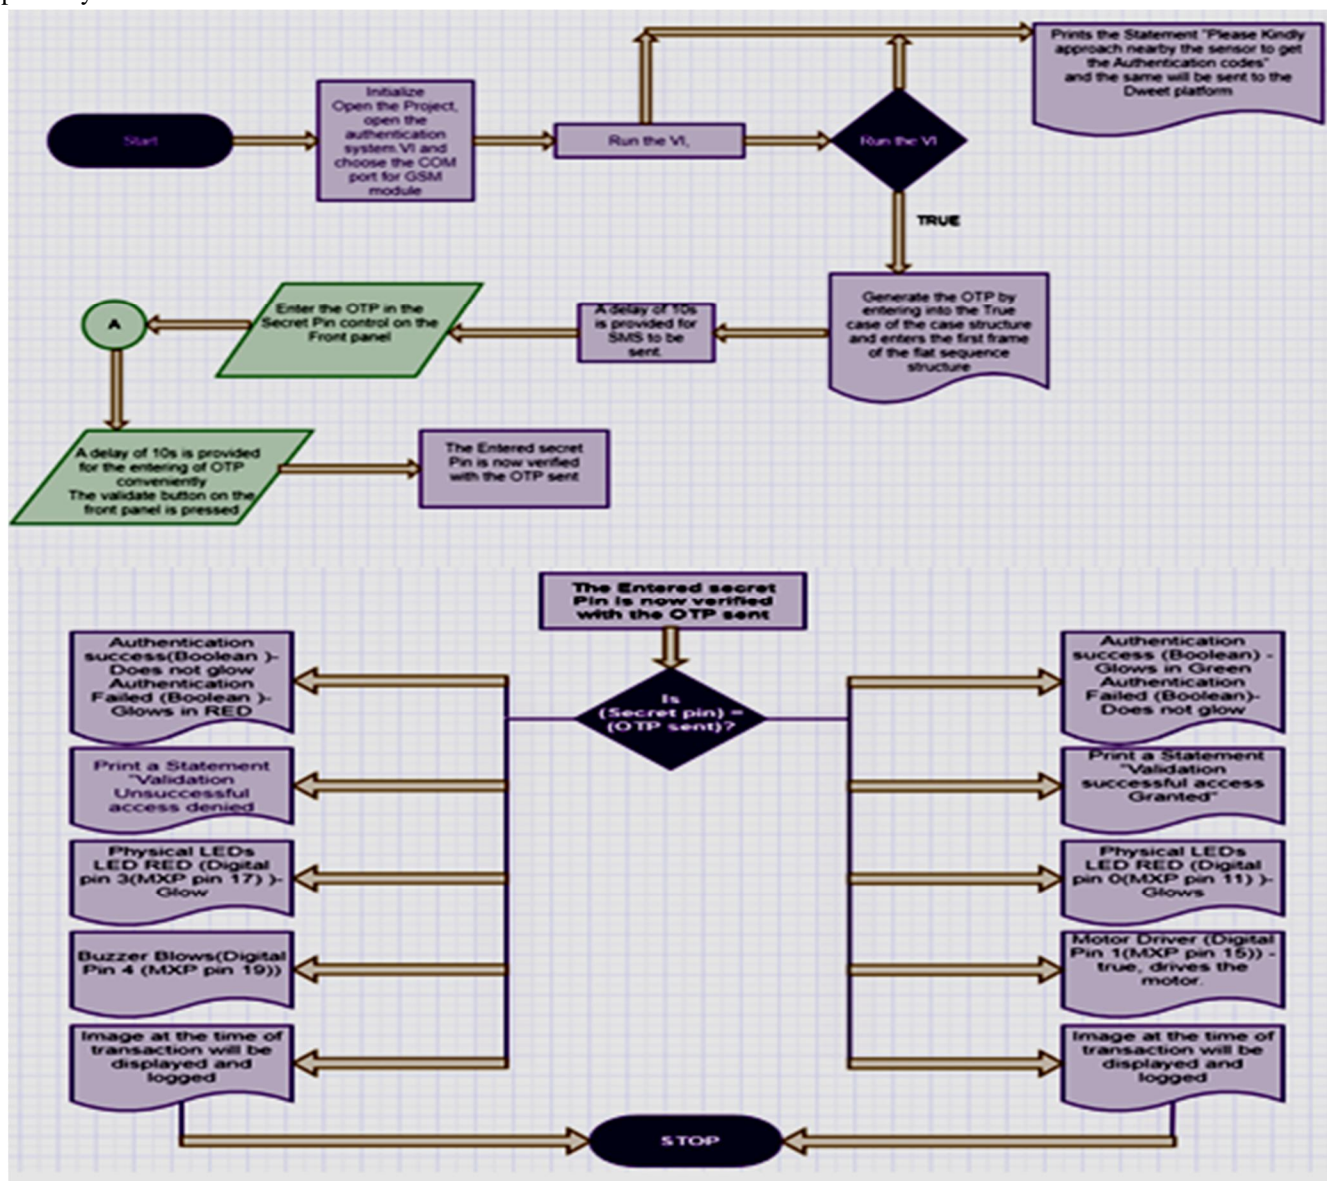 Start
Initialize
Open the Project,
open the
authentication
system.VI and
choose the COM
port for GSM
module
Run the VI,
Run the VI
Prints the Statement "Please Kindly
approach nearby the sensor to get
the Authentication codes"
and the same will be sent to the
Dweet platform
TRUE
Generate the OTP by
entering into the True
case of the case structure
and enters the first frame
of the flat sequence
structure
A delay of 10s
is provided for
SMS to be
sent.
Enter the OTP in the
Secret Pin control on the
Front panel
A
A delay of 10s is provided
for the entering of OTP
conveniently
The validate button on the
front panel is pressed
The Entered secret
Pin is now verified
with the OTP sent
The Entered secret
Pin is now verified
with the OTP sent
Is
(Secret pin) =
(OTP sent)?
Authentication
success(Boolean )-
Does not glow
Authentication
Failed (Boolean )-
Glows in RED
Print a Statement
"Validation
Unsuccessful
access denied
Physical LEDs
LED RED (Digital
pin 3(MXP pin 17) )-
Glow
Buzzer Blows(Digital
Pin 4 (MXP pin 19))
Image at the time of
transaction will be
displayed and
logged
Authentication
success (Boolean) -
Glows in Green
Authentication
Failed (Boolean)-
Does not glow
Print a Statement
"Validation
successful access
Granted"
Physical LEDs
LED RED (Digital
pin 0(MXP pin 11) )-
Glows
Motor Driver (Digital
Pin 1(MXP pin 15)) -
true, drives the
motor.
Image at the time of
transaction will be
displayed and
logged
STOP